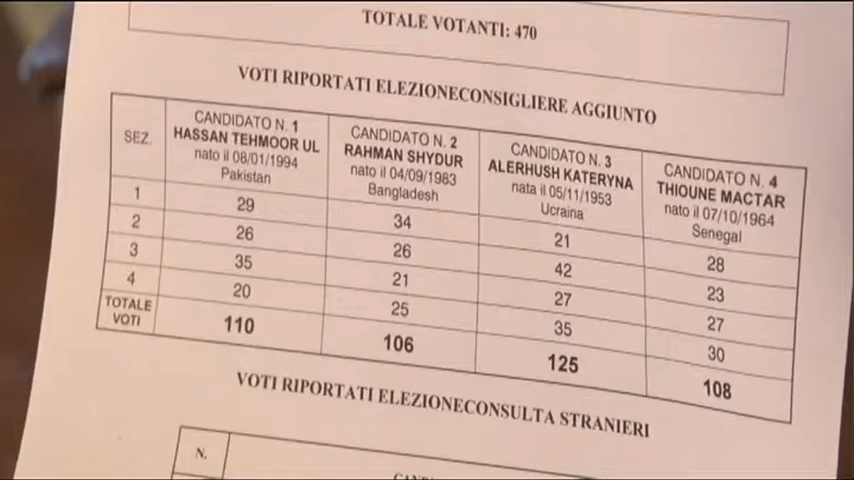 TOTALE VOTANTI: 470
VOTI RIPORTATI ELEZIONECONSIGLIERE AGGIUNTO
SEZ. CANDIDATO N. 1 CANDIDATO N. 2 CANDIDATO N. 3 CANDIDATO N. 4
HASSAN TEHMOOR UL RAHMAN SHYDUR ALERHUSH KATERYNA THIOUNE MACTAR
nato il 08/01/1994 nato il 04/09/1983 nata il 05/11/1953 nato il 07/10/1964
Pakistan Bangladesh Ucraina Senegal
1 29 34 21 28
2 26 26 42 23
3 35 21 27 27
4 20 25 35 30
TOTALE VOTI 110 106 125 108
VOTI RIPORTATI ELEZIONECONSULTA STRANIERI
N.